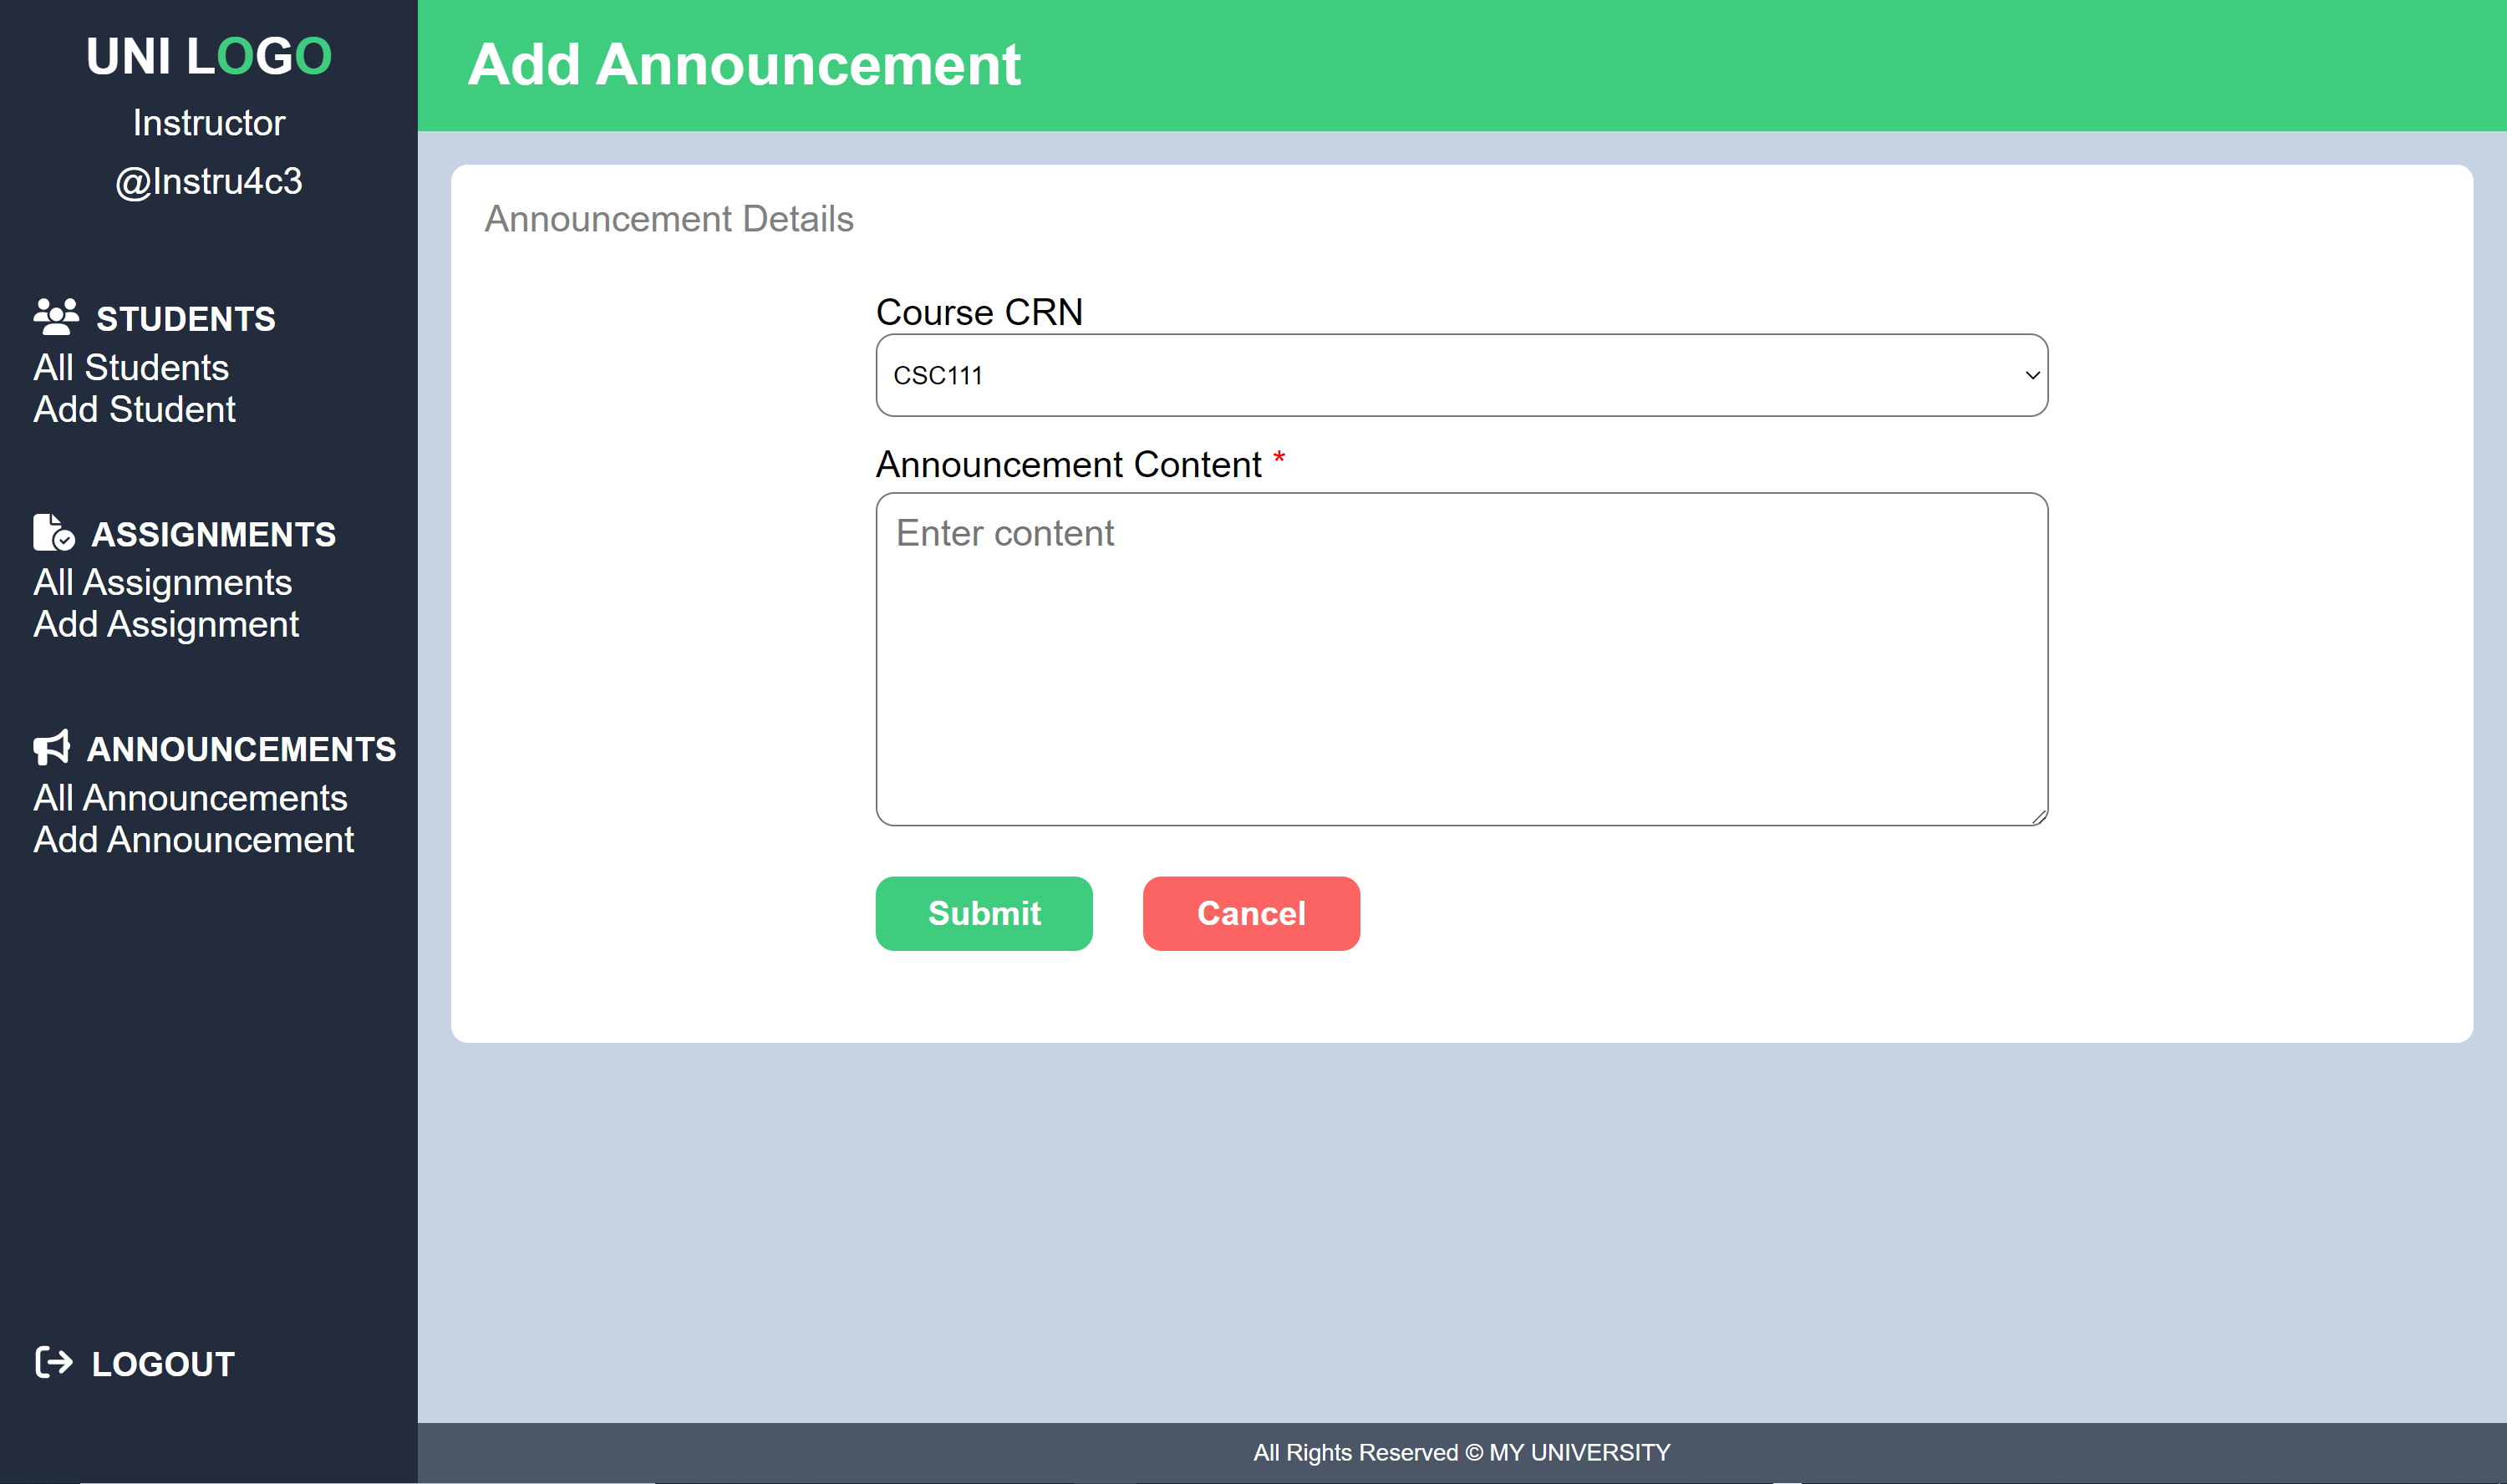 UNI LOGO
Instructor
@Instru4c3
STUDENTS
All Students
Add Student
ASSIGNMENTS
All Assignments
Add Assignment
ANNOUNCEMENTS
All Announcements
Add Announcement
LOGOUT
Add Announcement
Announcement Details
Course CRN
CSC111
Announcement Content *
Enter content
Submit
Cancel
All Rights Reserved © MY UNIVERSITY